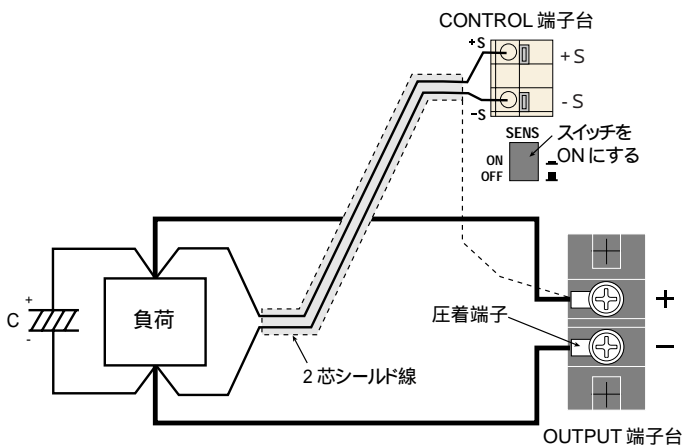 CONTROL 端子台
+S
+S
-S
-S
SENS
スイッチを
ONにする
ON
OFF
+
C
-
負荷
2芯シールド線
圧着端子
+
-
OUTPUT 端子台